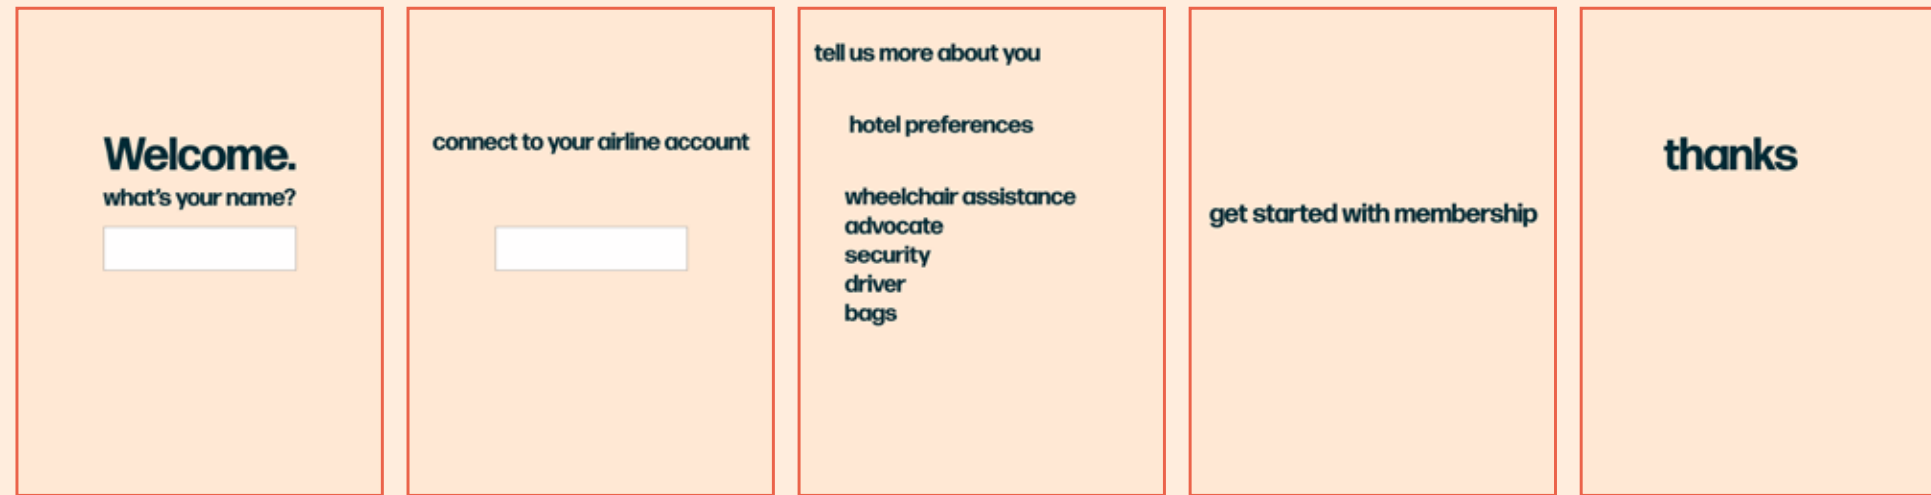 Welcome.
what's your name?
connect to your airline account
tell us more about you
hotel preferences
wheelchair assistance
advocate
security
driver
bags
get started with membership
thanks